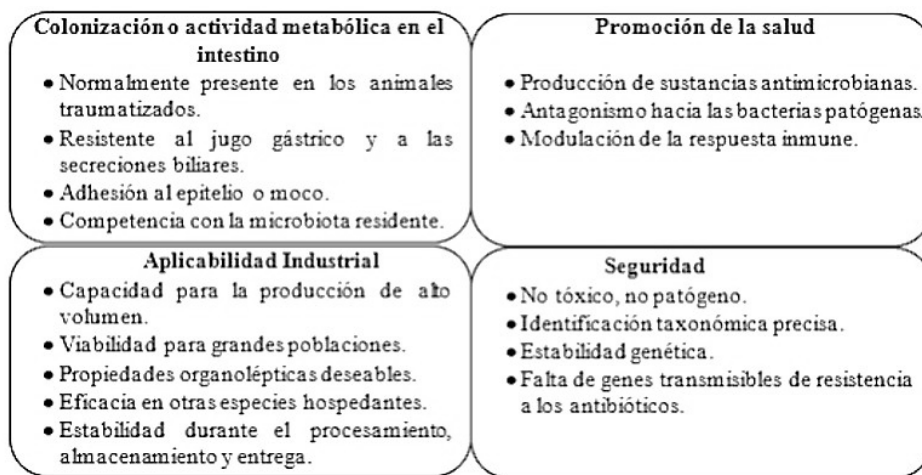 Colonización o actividad metabólica en el
intestino
• Normalmente presente en los animales
traumatizados.
• Resistente al jugo gástrico y a las
secreciones biliares.
• Adhesión al epitelio o moco.
• Competencia con la microbiota residente.
Promoción de la salud
• Producción de sustancias antimicrobianas.
• Antagonismo hacia las bacterias patógenas.
• Modulación de la respuesta inmune.
Aplicabilidad Industrial
• Capacidad para la producción de alto
volumen.
• Viabilidad para grandes poblaciones.
• Propiedades organolépticas deseables.
• Eficacia en otras especies hospedantes.
• Estabilidad durante el procesamiento,
almacenamiento y entrega.
Seguridad
• No tóxico, no patógeno.
• Identificación taxonómica precisa.
• Estabilidad genética.
• Falta de genes transmisibles de resistencia
a los antibióticos.